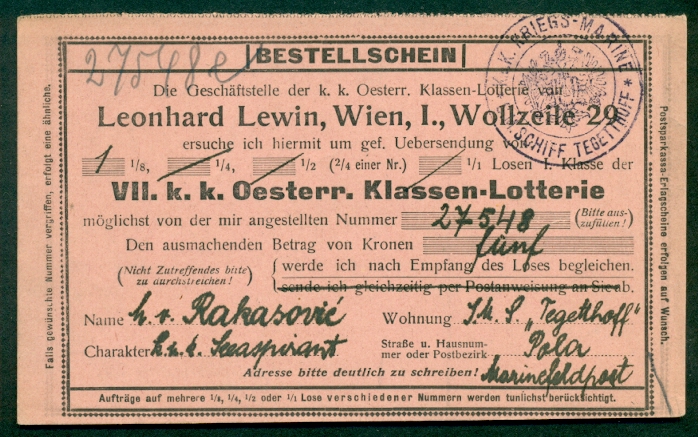 27548e
BESTELLSCHEIN
K.u.K. KRIEGS-MARINE * SCHIFF TEGETTHOFF *
Die Geschäftstelle der k. k. Oesterr. Klassen-Lotterie von
Leonhard Lewin, Wien, I., Wollzeile 29
ersuche ich hiermit um gef. Uebersendung von
1 1/8, 1/4, 1/2 (2/4 einer Nr.) 1/1 Losen I. Klasse der
VII. k. k. Oesterr. Klassen-Lotterie
möglichst von der mir angestellten Nummer 27548 (Bitte aus-
zufüllen!)
Den ausmachenden Betrag von Kronen fünf
(Nicht Zutreffendes bitte
zu durchstreichen!)
werde ich nach Empfang des Loses begleichen.
sende ich gleichzeitig per Postanweisung an Sie ab.
Name h. v. Rakasović
Wohnung S.M.S. „Tegetthoff"
Charakter k.u.k. Seeaspirant
Straße u. Hausnum-
mer oder Postbezirk Pola
Adresse bitte deutlich zu schreiben! Marinefeldpost
Aufträge auf mehrere 1/8, 1/4, 1/2 oder 1/1 Lose verschiedener Nummern werden tunlichst berücksichtigt.
Falls gewünschte Nummer vergriffen, erfolgt eine ähnliche.
Postsparkassa-Erlagscheine erfolgen auf Wunsch.